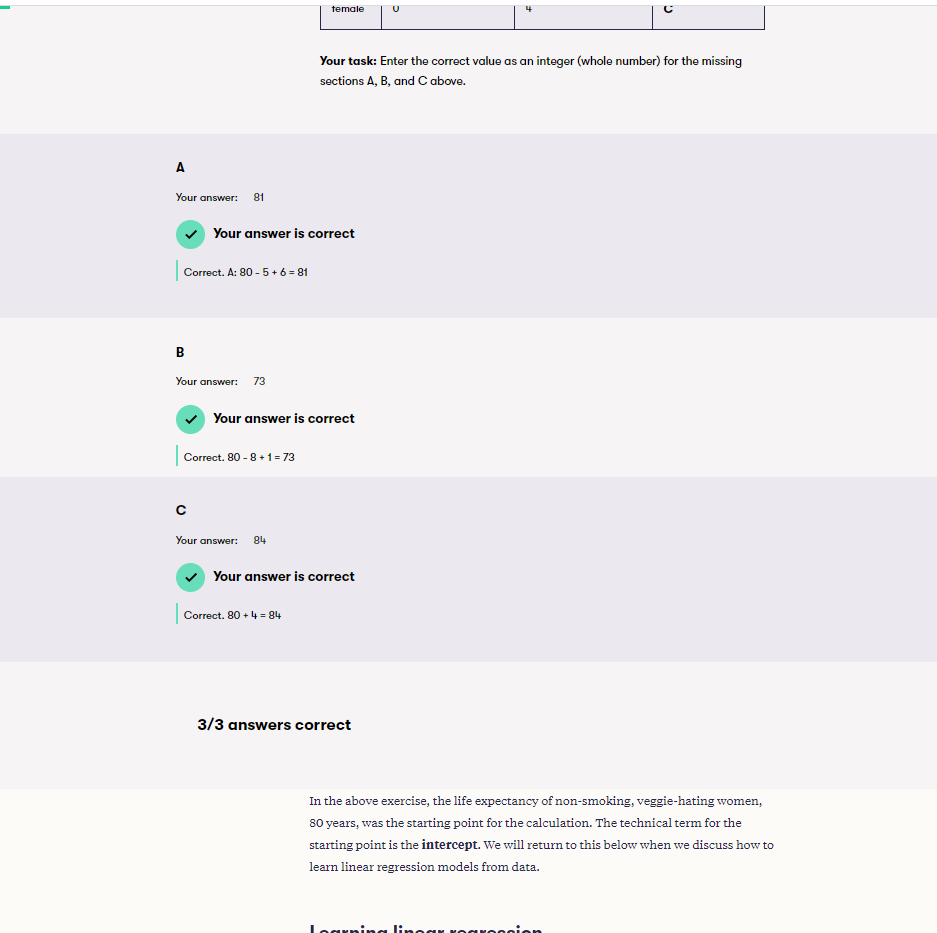 female 0 4 C
Your task: Enter the correct value as an integer (whole number) for the missing
sections A, B, and C above.
A
Your answer: 81
Your answer is correct
Correct. A: 80 - 5 + 6 = 81
B
Your answer: 73
Your answer is correct
Correct. 80 - 8 + 1 = 73
C
Your answer: 84
Your answer is correct
Correct. 80 + 4 = 84
3/3 answers correct
In the above exercise, the life expectancy of non-smoking, veggie-hating women,
80 years, was the starting point for the calculation. The technical term for the
starting point is the intercept. We will return to this below when we discuss how to
learn linear regression models from data.
Learning linear regression